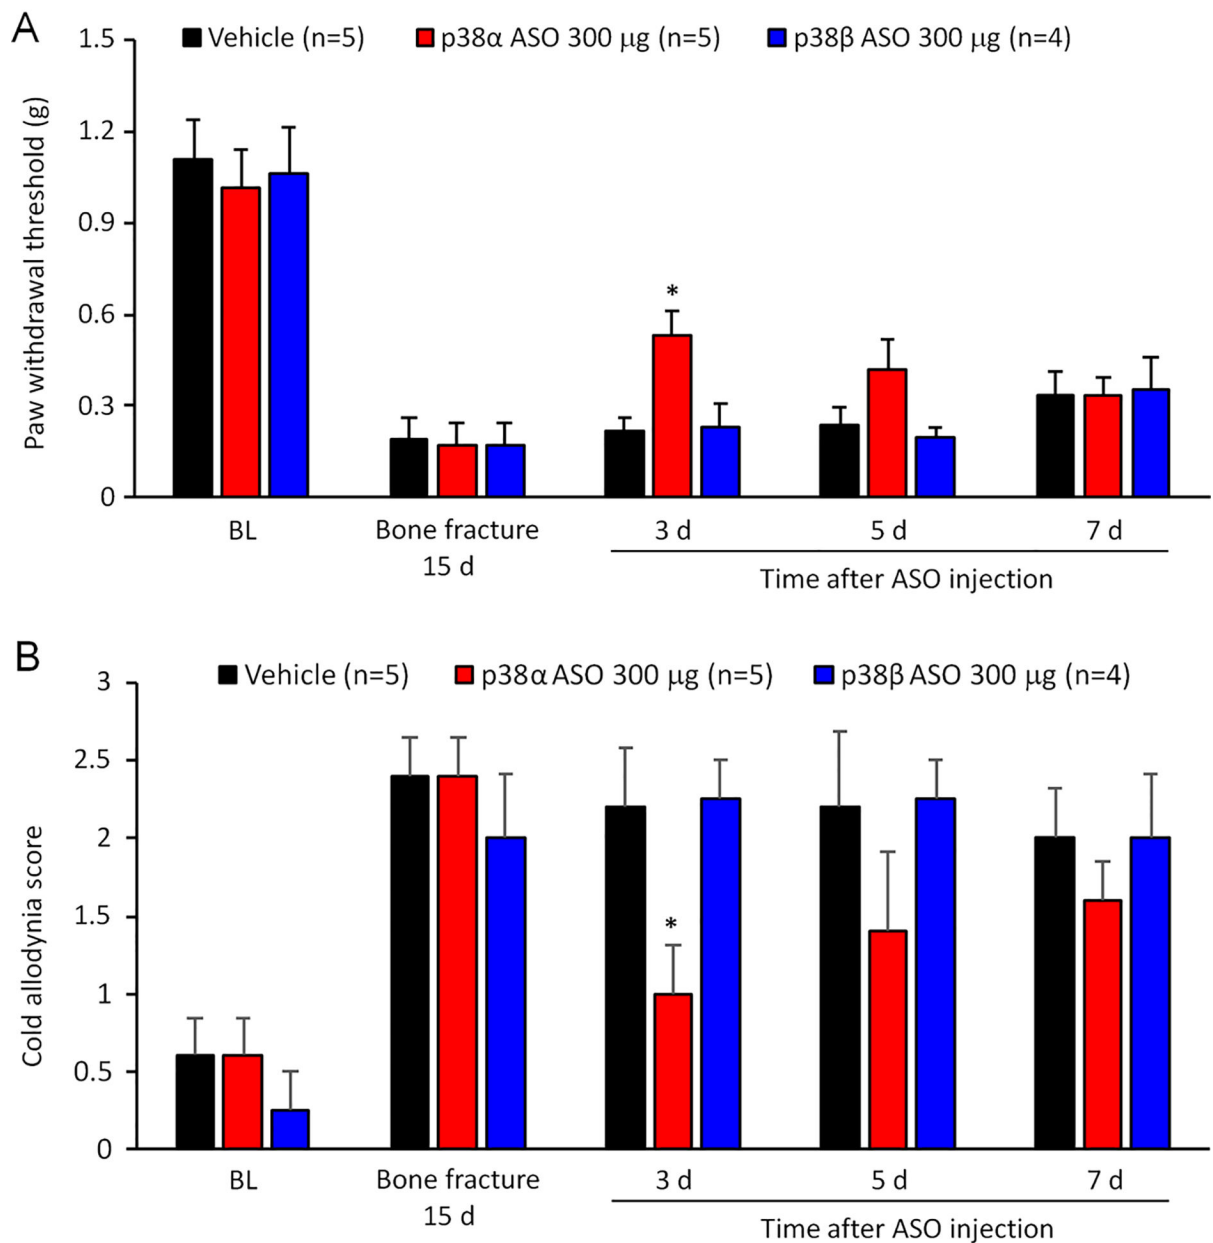 A
Vehicle (n=5) p38α ASO 300 μg (n=5) p38β ASO 300 μg (n=4)
Paw withdrawal threshold (g)
1.5
1.2
0.9
0.6
0.3
0
*
BL Bone fracture 3 d 5 d 7 d
15 d
Time after ASO injection
B
Vehicle (n=5) p38α ASO 300 μg (n=5) p38β ASO 300 μg (n=4)
Cold allodynia score
3
2.5
2
1.5
1
0.5
0
*
BL Bone fracture 3 d 5 d 7 d
15 d
Time after ASO injection